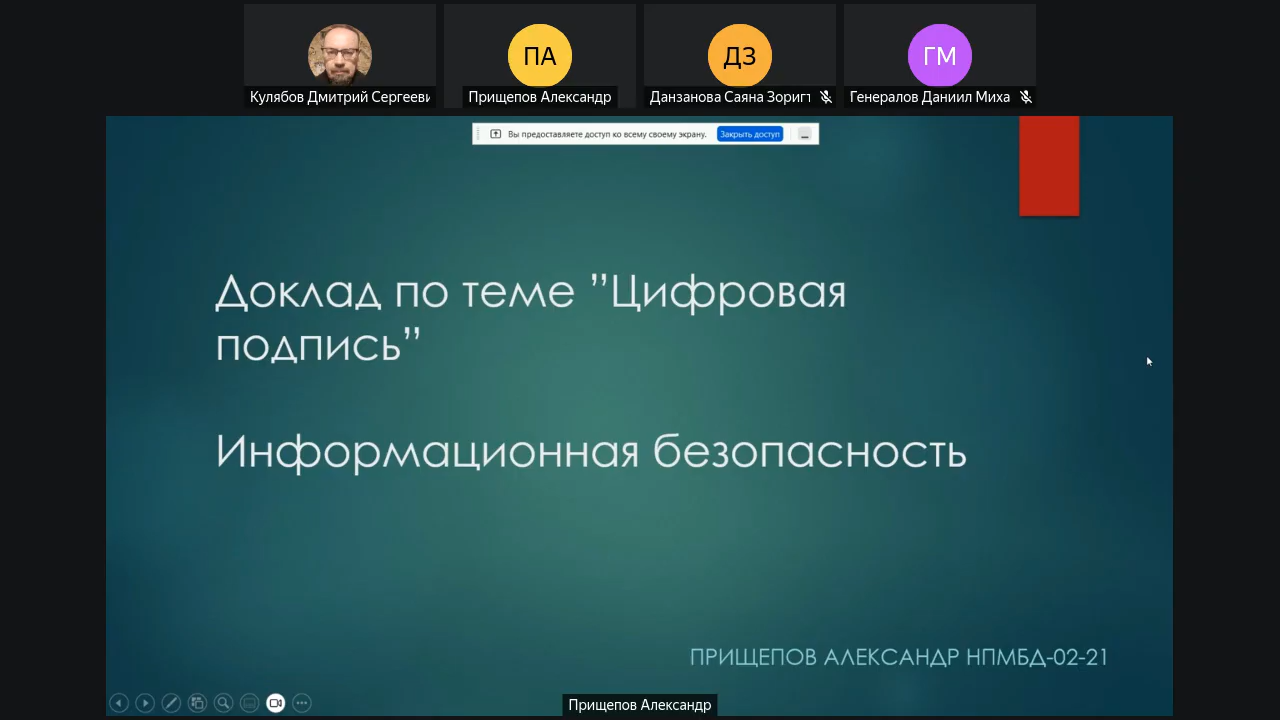 ПА
ДЗ
ГМ
Кулябов Дмитрий Сергееви
Прищепов Александр
Данзанова Саяна Зориг
Генералов Даниил Миха
Вы предоставляете доступ ко всему своему экрану.
Закрыть доступ
Доклад по теме ”Цифровая
подпись”
Информационная безопасность
ПРИЩЕПОВ АЛЕКСАНДР НПМБД-02-21
Прищепов Александр